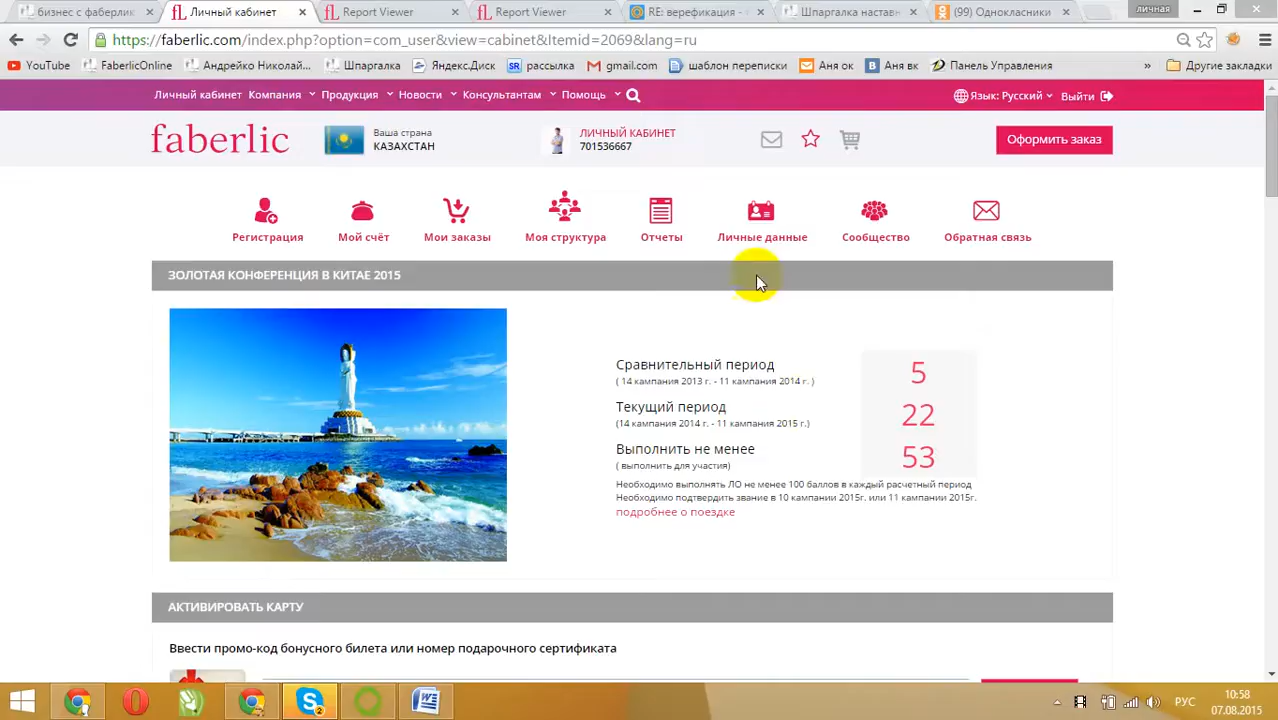 бизнес с фаберлик
Личный кабинет
Report Viewer
Report Viewer
RE: верефикация -
Шпаргалка настав
(99) Одноклассники
личная
https://faberlic.com/index.php?option=com_user&view=cabinet&Itemid=2069&lang=ru
YouTube
FaberlicOnline
Андрейко Николай...
Шпаргалка
Яндекс.Диск
SR рассылка
gmail.com
шаблон переписки
Аня ок
Аня вк
Панель Управления
»
Другие закладки
Личный кабинет
Компания
Продукция
Новости
Консультантам
Помощь
Язык: Русский
Выйти
faberlic
Ваша страна
КАЗАХСТАН
ЛИЧНЫЙ КАБИНЕТ
701536667
Оформить заказ
Регистрация
Мой счёт
Мои заказы
Моя структура
Отчеты
Личные данные
Сообщество
Обратная связь
ЗОЛОТАЯ КОНФЕРЕНЦИЯ В КИТАЕ 2015
Сравнительный период 5
( 14 кампания 2013 г. - 11 кампания 2014 г. )
Текущий период 22
(14 кампания 2014 г. - 11 кампания 2015 г.)
Выполнить не менее 53
( выполнить для участия)
Необходимо выполнять ЛО не менее 100 баллов в каждый расчетный период
Необходимо подтвердить звание в 10 кампании 2015г. или 11 кампании 2015г.
подробнее о поездке
АКТИВИРОВАТЬ КАРТУ
Ввести промо-код бонусного билета или номер подарочного сертификата
РУС
10:58
07.08.2015